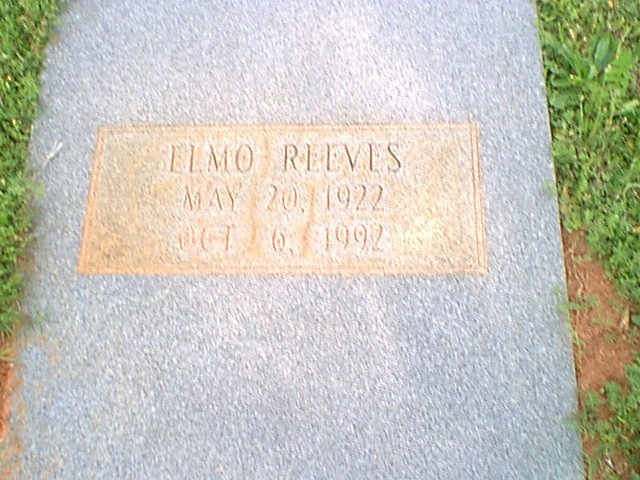 ELMO REEVES
MAY 20, 1922
OCT 6, 1992